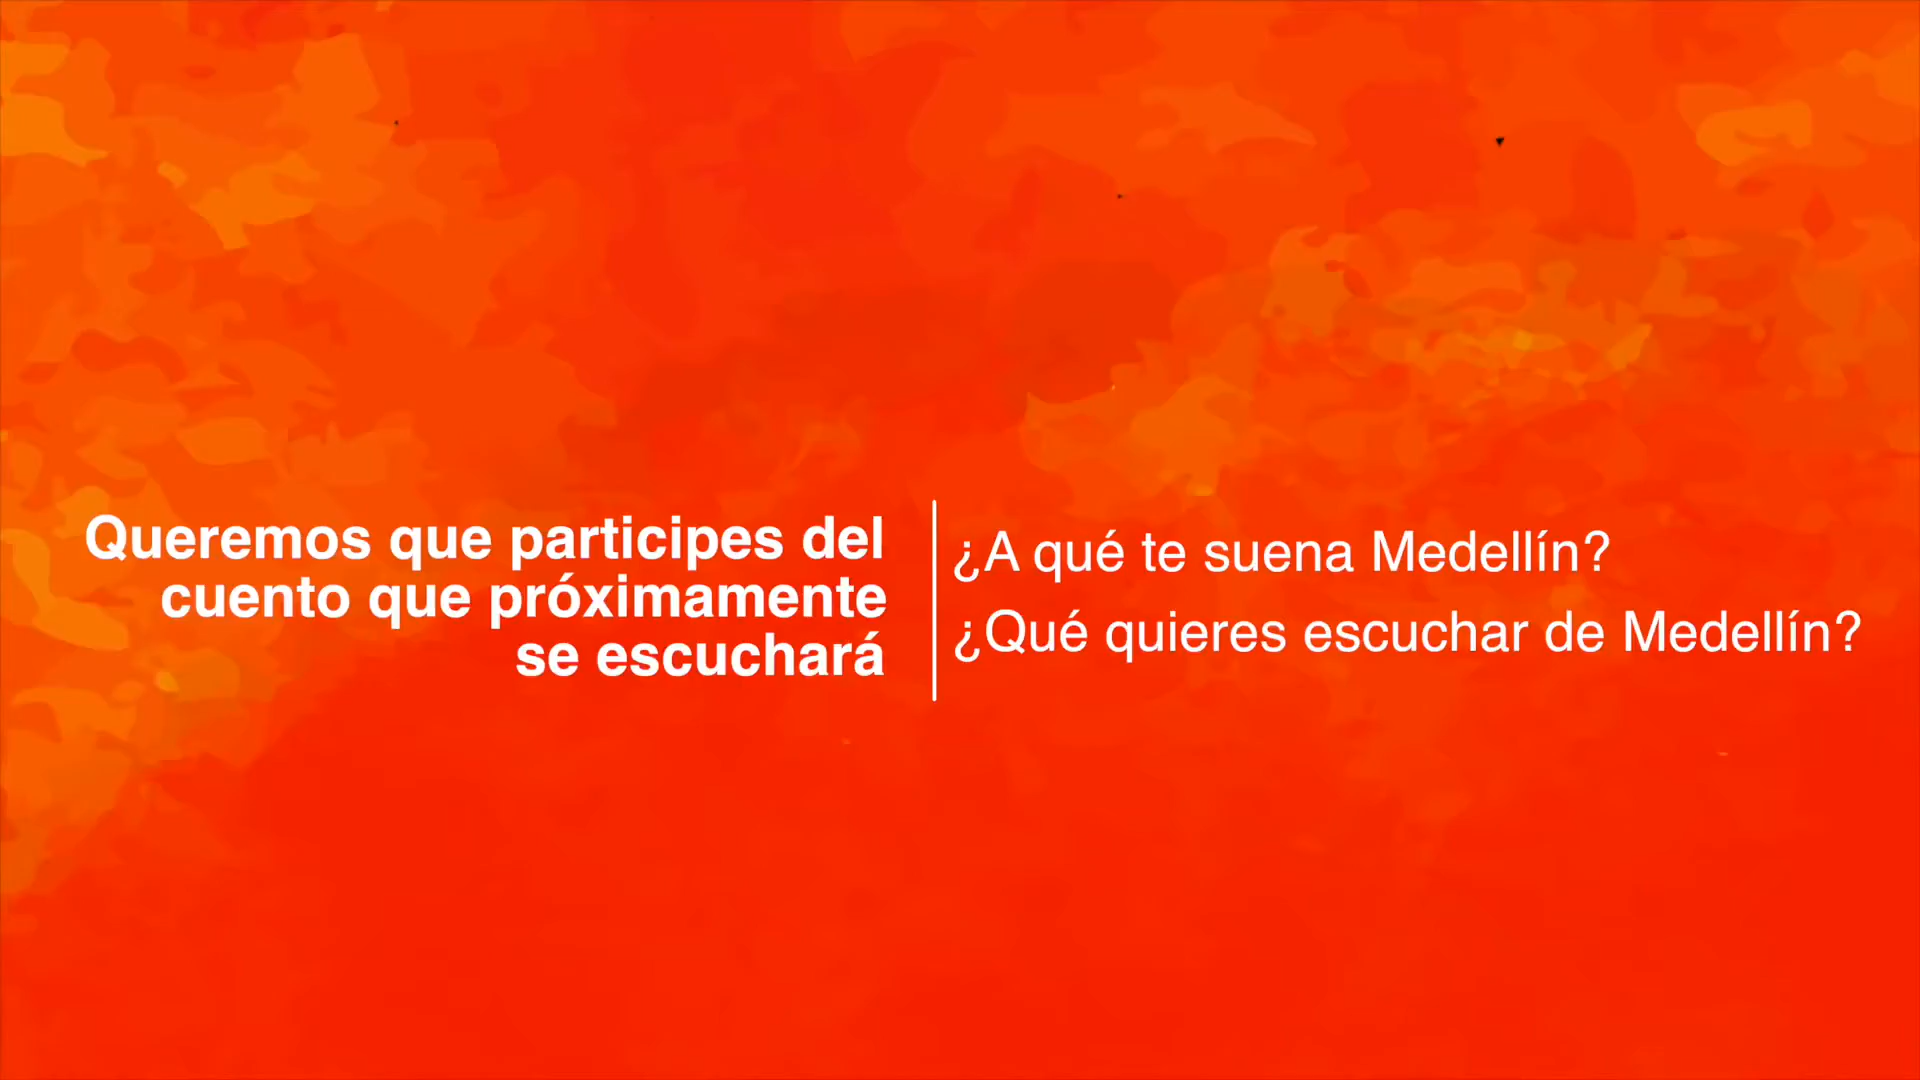 Queremos que participes del
cuento que próximamente
se escuchará
¿A qué te suena Medellín?
¿Qué quieres escuchar de Medellín?